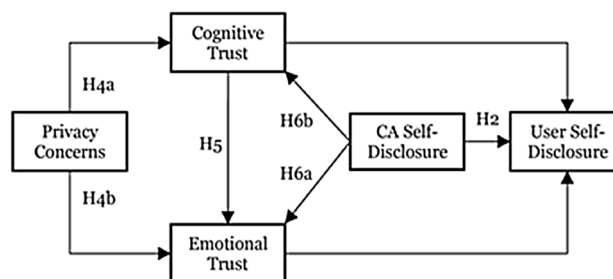 Cognitive
Trust
H4a
Privacy
Concerns
H4b
H5
H6b
H6a
CA Self-
Disclosure
H2
User Self-
Disclosure
Emotional
Trust